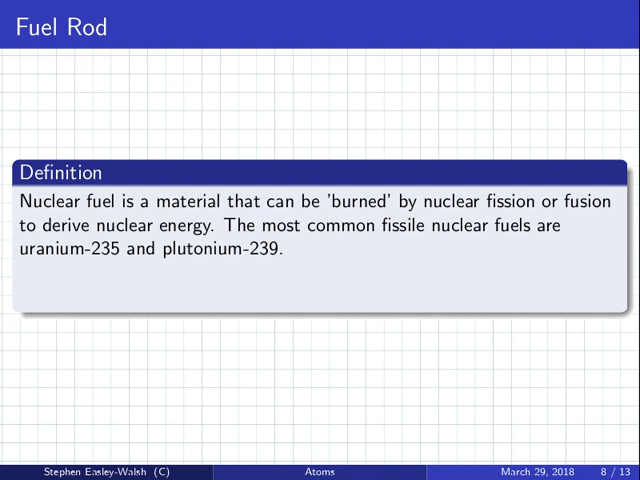 Fuel Rod
Definition
Nuclear fuel is a material that can be 'burned' by nuclear fission or fusion
to derive nuclear energy. The most common fissile nuclear fuels are
uranium-235 and plutonium-239.
Stephen Easley-Walsh (C) Atoms March 29, 2018 8 / 13